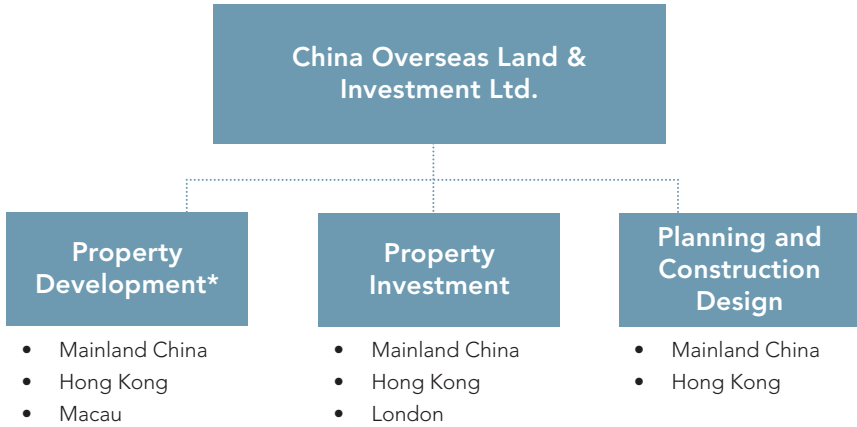 China Overseas Land &
Investment Ltd.
Property
Development*
• Mainland China
• Hong Kong
• Macau
Property
Investment
• Mainland China
• Hong Kong
• London
Planning and
Construction
Design
• Mainland China
• Hong Kong